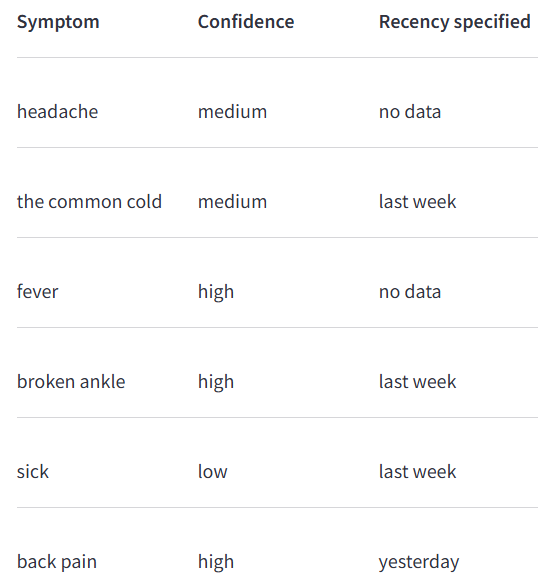 Symptom Confidence Recency specified
headache medium no data
the common cold medium last week
fever high no data
broken ankle high last week
sick low last week
back pain high yesterday